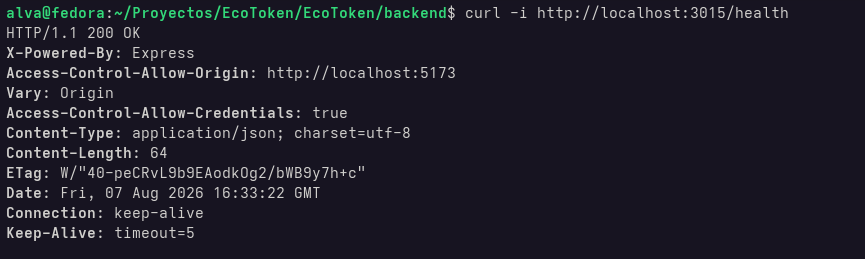 alva@fedora:~/Proyectos/EcoToken/EcoToken/backend$ curl -i http://localhost:3015/health
HTTP/1.1 200 OK
X-Powered-By: Express
Access-Control-Allow-Origin: http://localhost:5173
Vary: Origin
Access-Control-Allow-Credentials: true
Content-Type: application/json; charset=utf-8
Content-Length: 64
ETag: W/"40-peCRvL9b9EAodkOg2/bWB9y7h+c"
Date: Fri, 07 Aug 2026 16:33:22 GMT
Connection: keep-alive
Keep-Alive: timeout=5